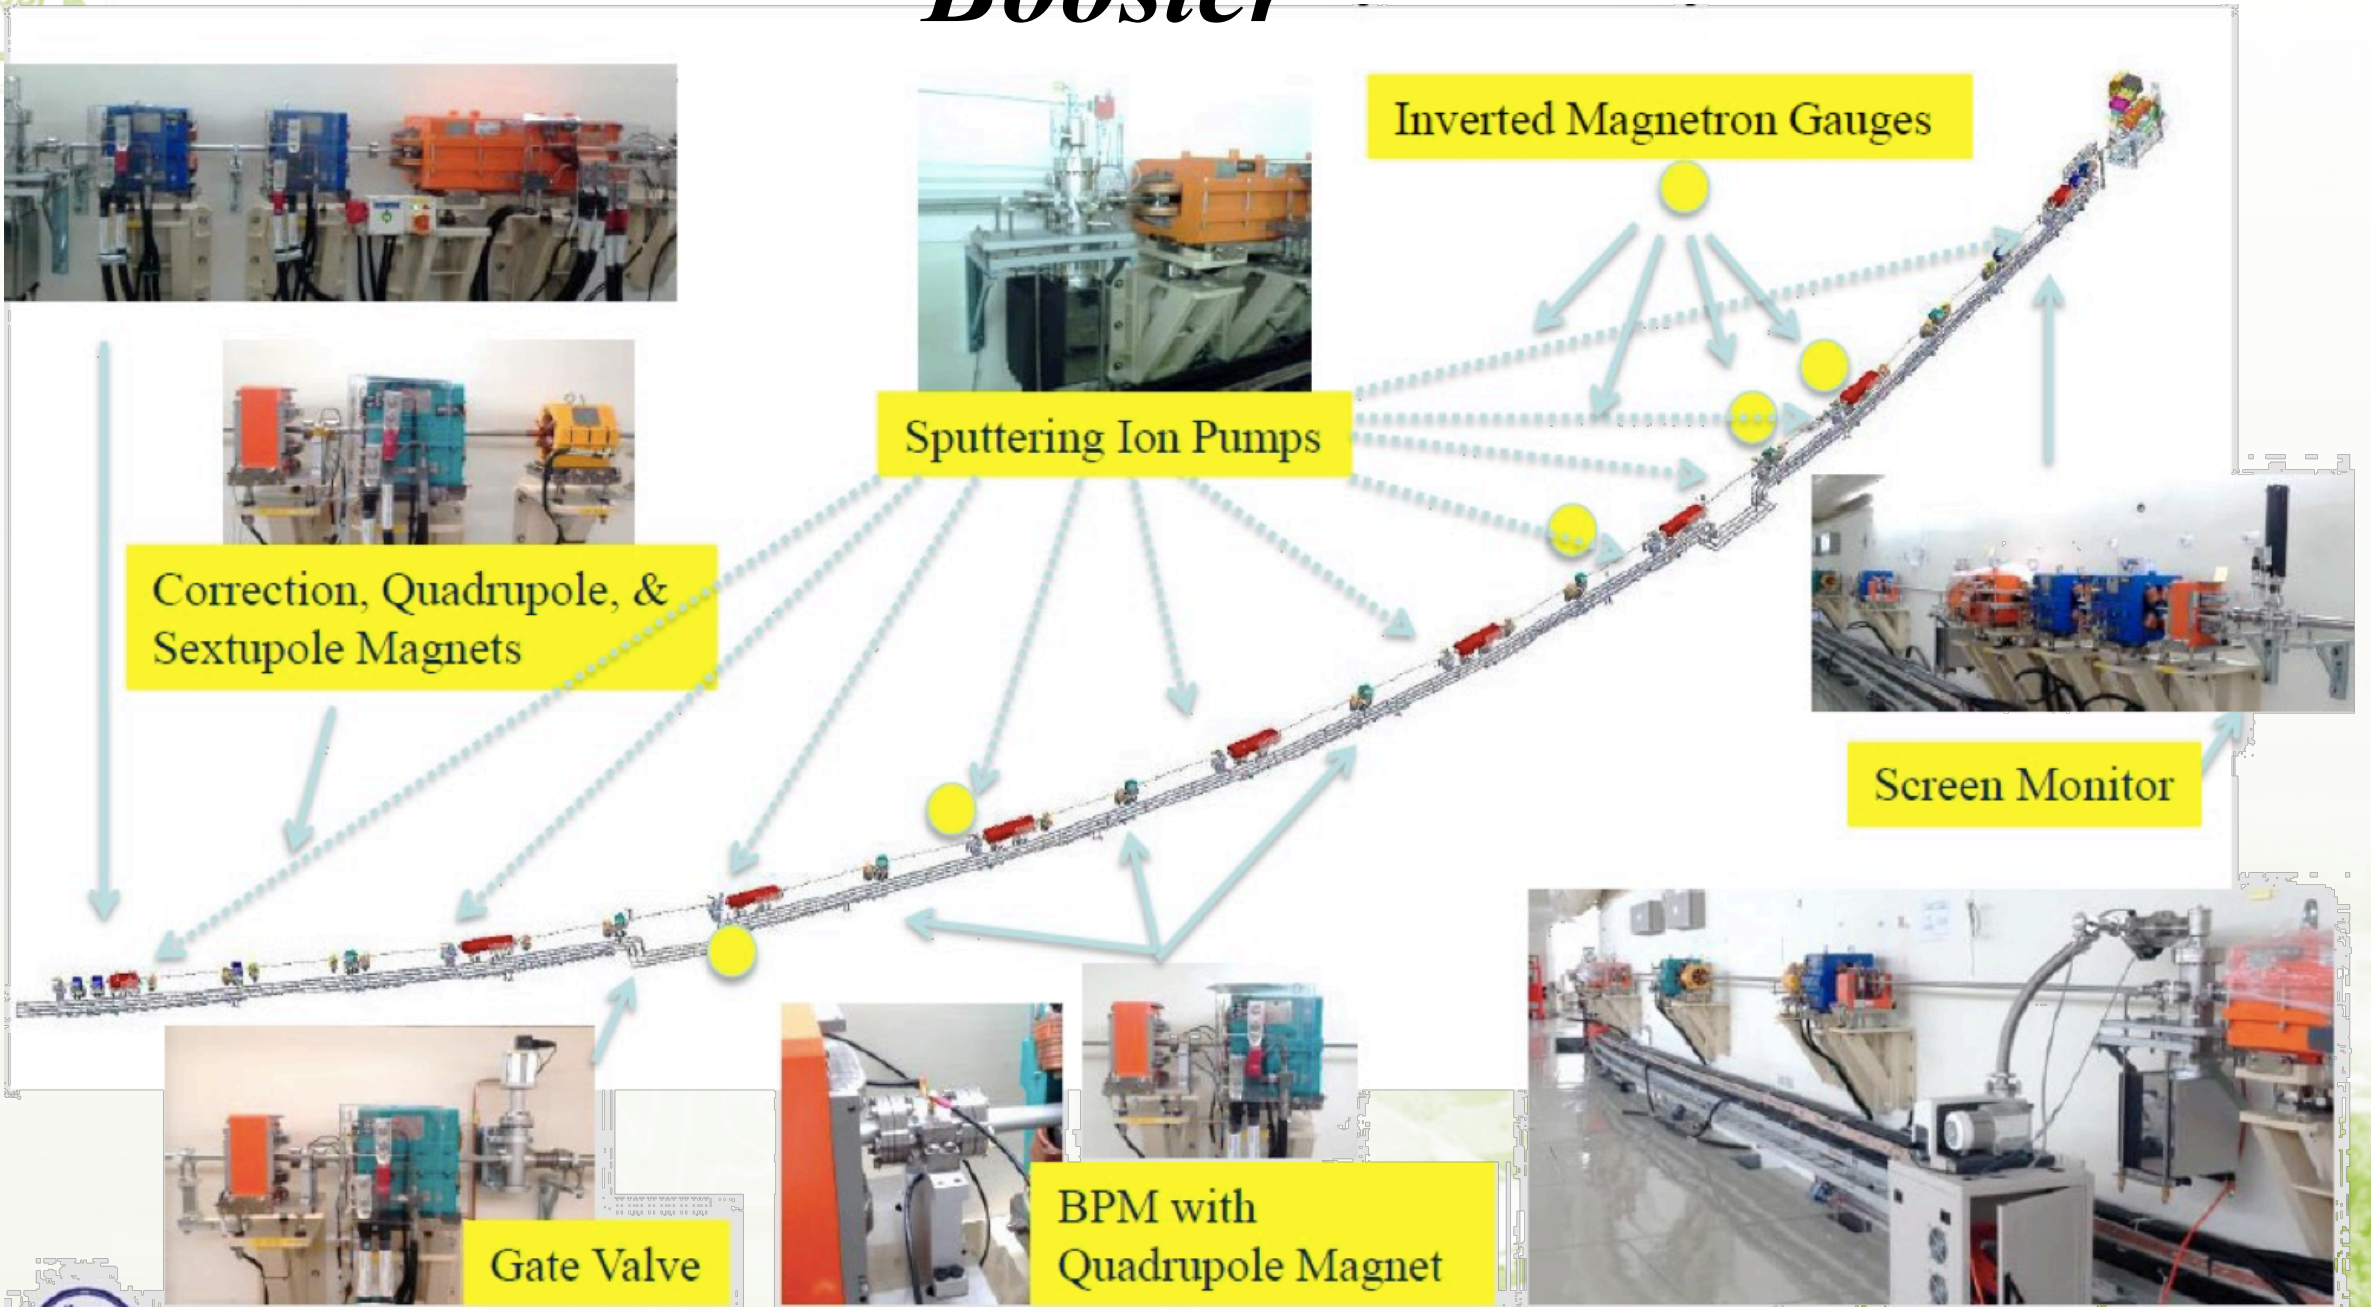 Booster
Inverted Magnetron Gauges
Sputtering Ion Pumps
Correction, Quadrupole, &
Sextupole Magnets
Screen Monitor
BPM with
Quadrupole Magnet
Gate Valve